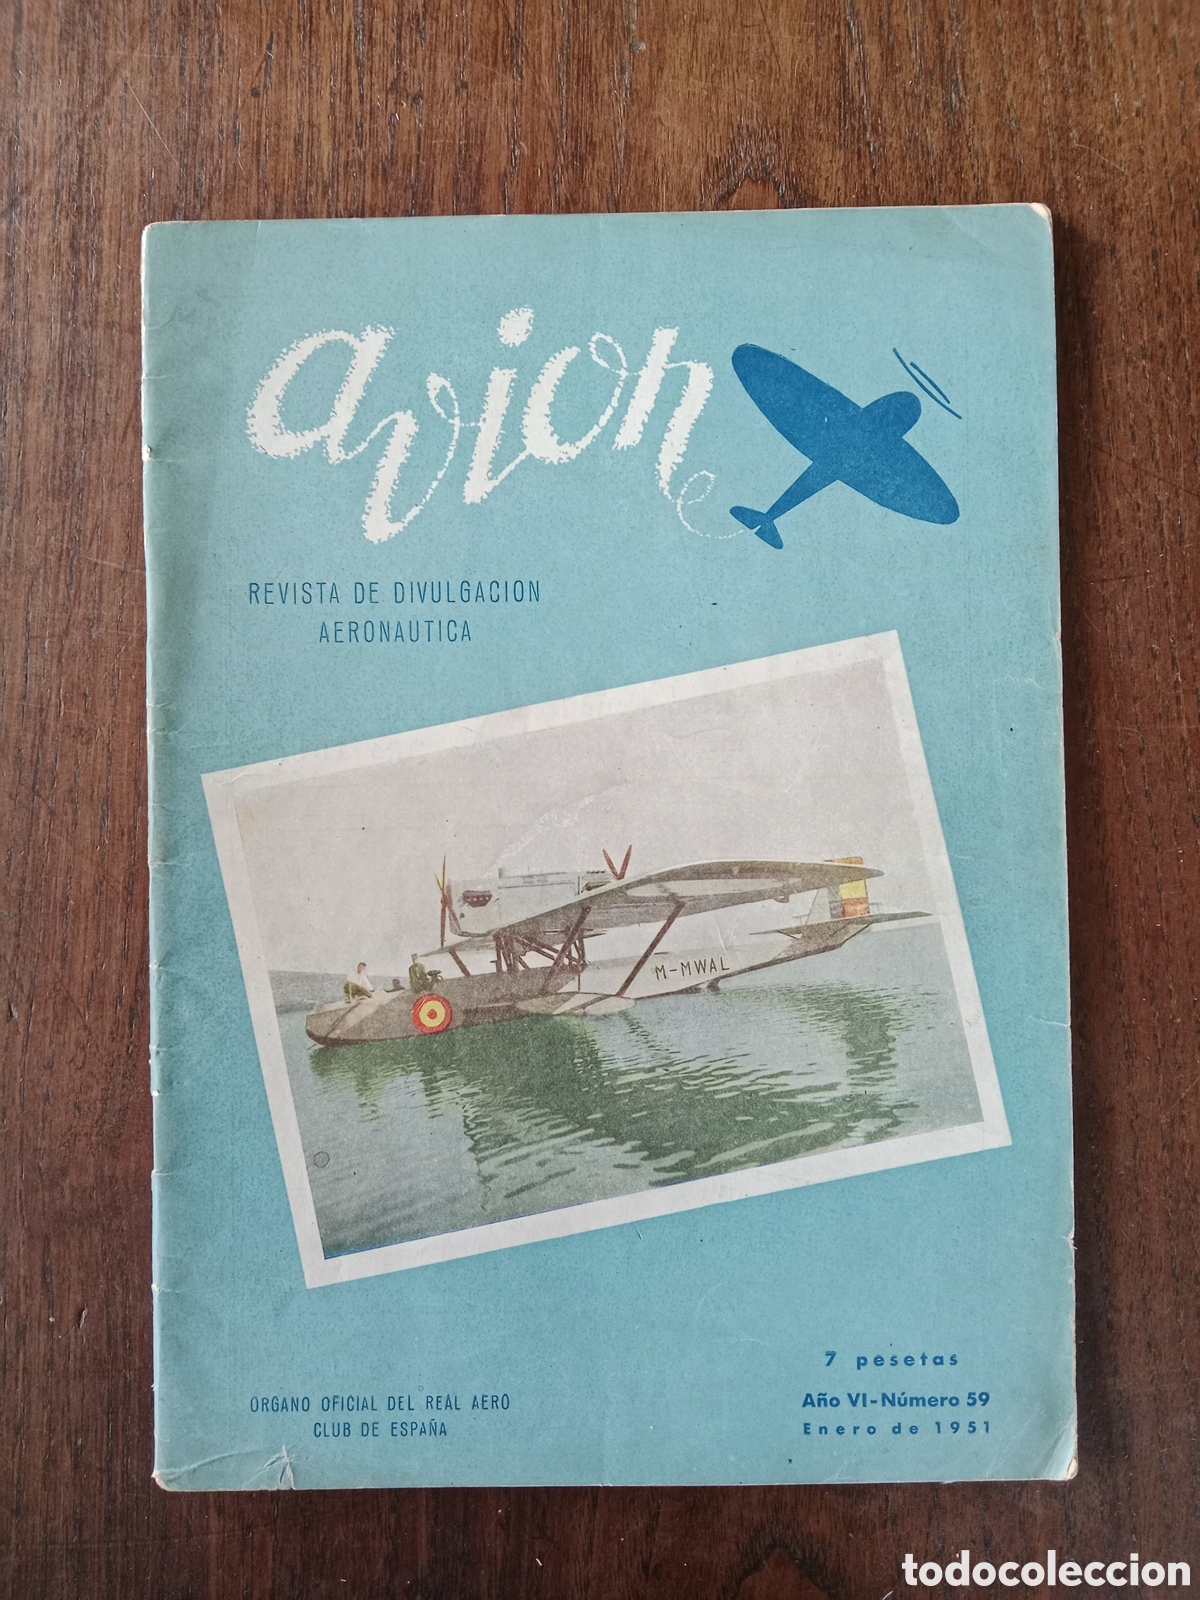 avion
REVISTA DE DIVULGACION
AERONAUTICA
M-MWAL
7 pesetas
ORGANO OFICIAL DEL REAL AERO
CLUB DE ESPAÑA
Año VI-Número 59
Enero de 1951
todocoleccion